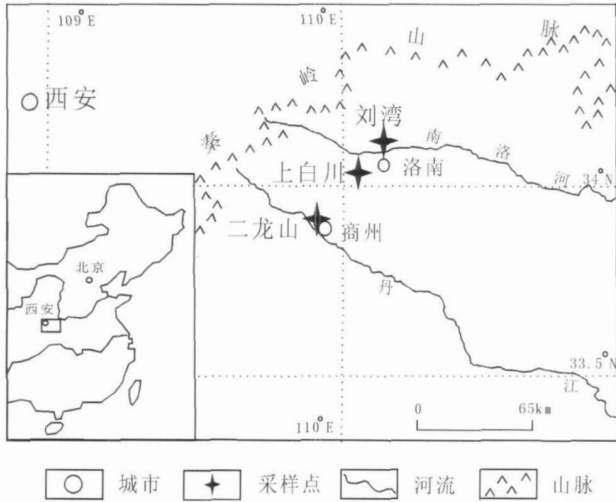 109°E
110°E
山
脉
岭
秦
西安
刘湾
南
洛
河
洛南
上白川
34°N
二龙山
商州
北京
西安
丹
33.5°N
江
0
65km
110°E
城市
采样点
河流
山脉